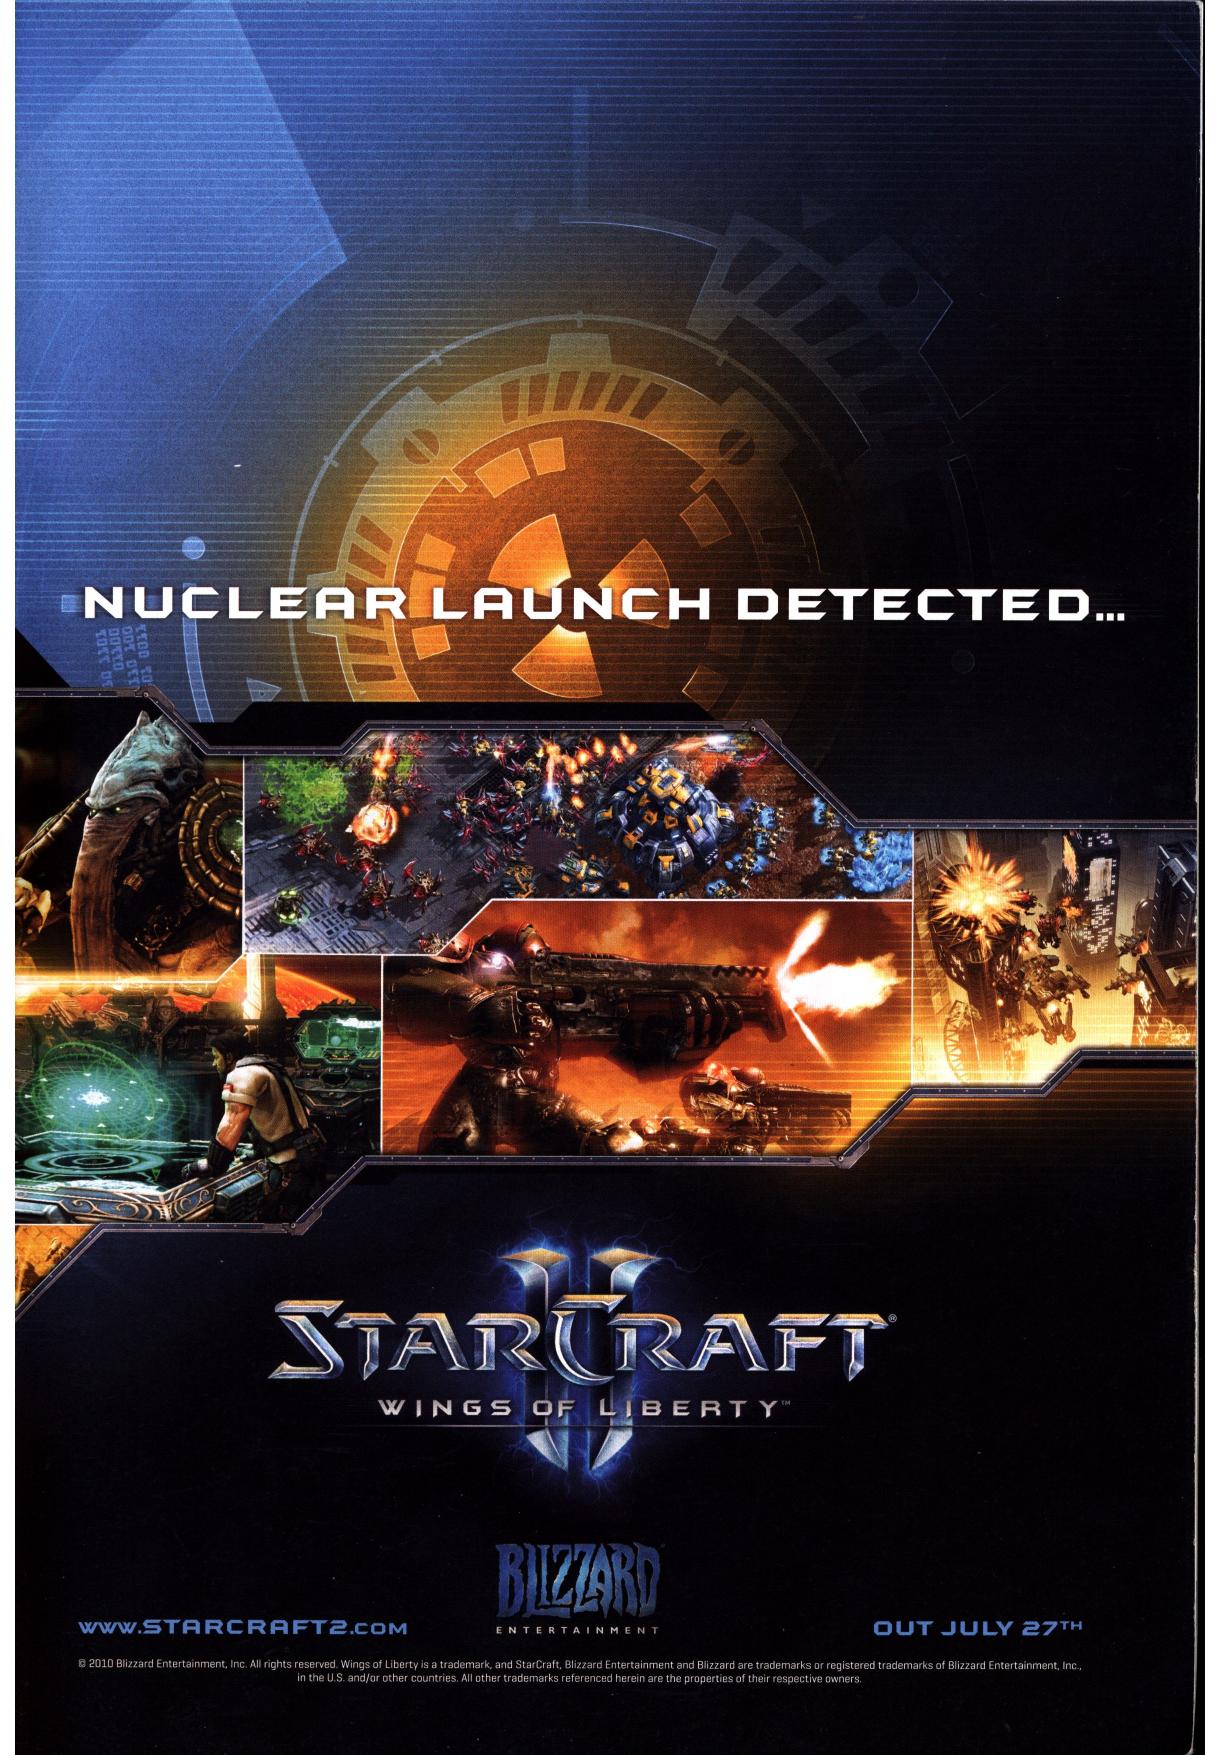 NUCLEAR LAUNCH DETECTED...
STARCRAFT®
II
WINGS OF LIBERTY™
BLIZZARD
ENTERTAINMENT
WWW.STARCRAFT2.COM
OUT JULY 27TH
© 2010 Blizzard Entertainment, Inc. All rights reserved. Wings of Liberty is a trademark, and StarCraft, Blizzard Entertainment and Blizzard are trademarks or registered trademarks of Blizzard Entertainment, Inc.,
in the U.S. and/or other countries. All other trademarks referenced herein are the properties of their respective owners.